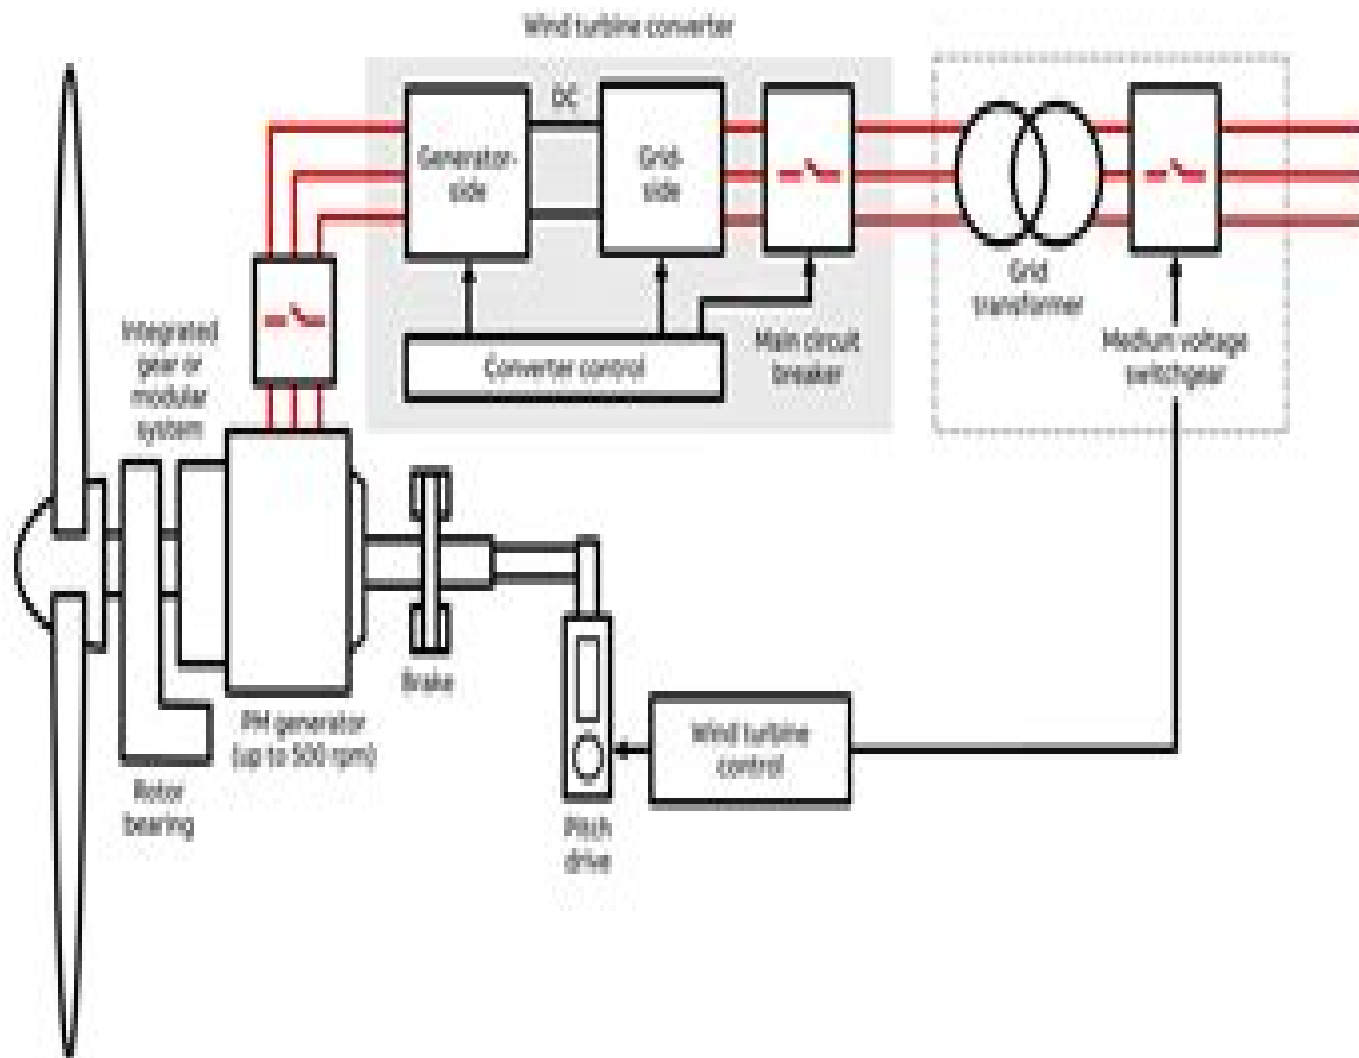 Wind turbine converter
DC
Generator-
side
Grid-
side
Converter control
Main circuit
breaker
Grid
transformer
Medium voltage
switchgear
Integrated
gear or
modular
system
Brake
PM generator
(up to 500 rpm)
Rotor
bearing
Wind turbine
control
Pitch
drive